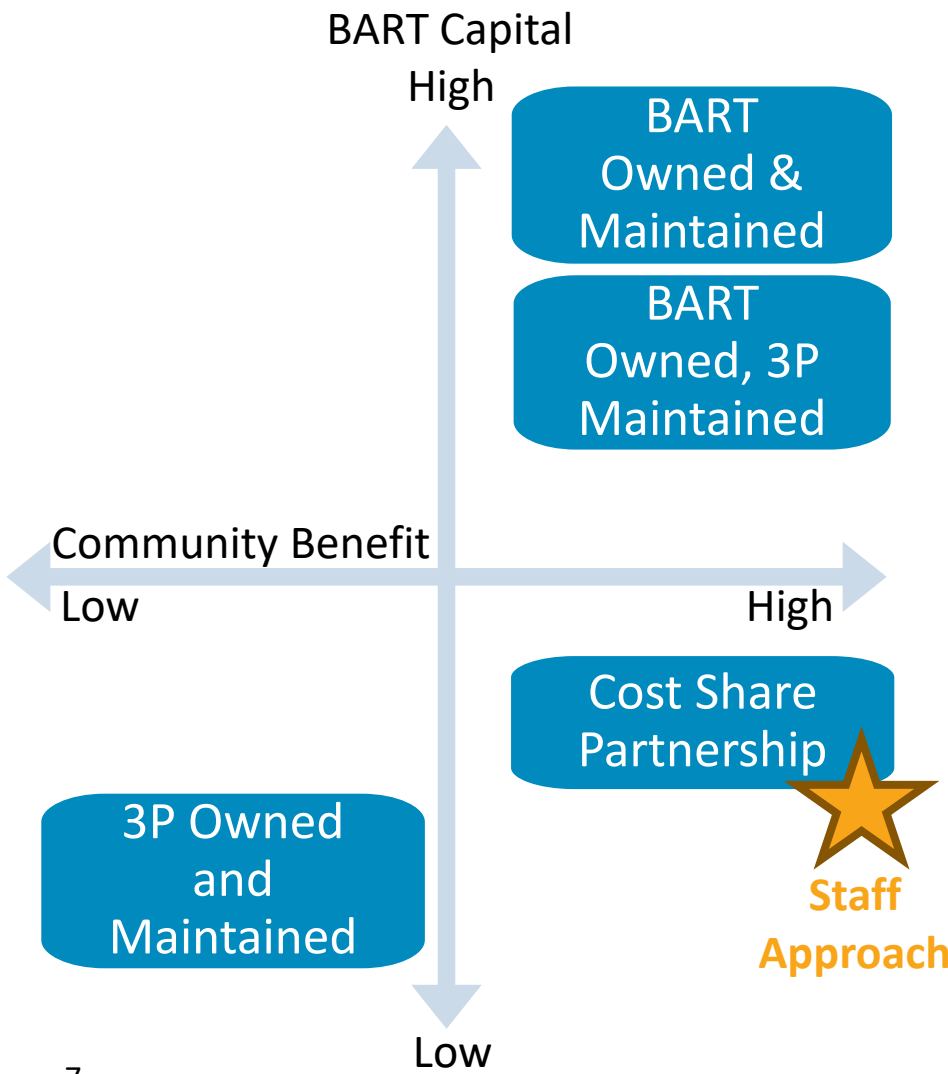 BART Capital
High
BART
Owned &
Maintained
BART
Owned, 3P
Maintained
Community Benefit
Low
High
Cost Share
Partnership
3P Owned
and
Maintained
Staff
Approach
Low
7